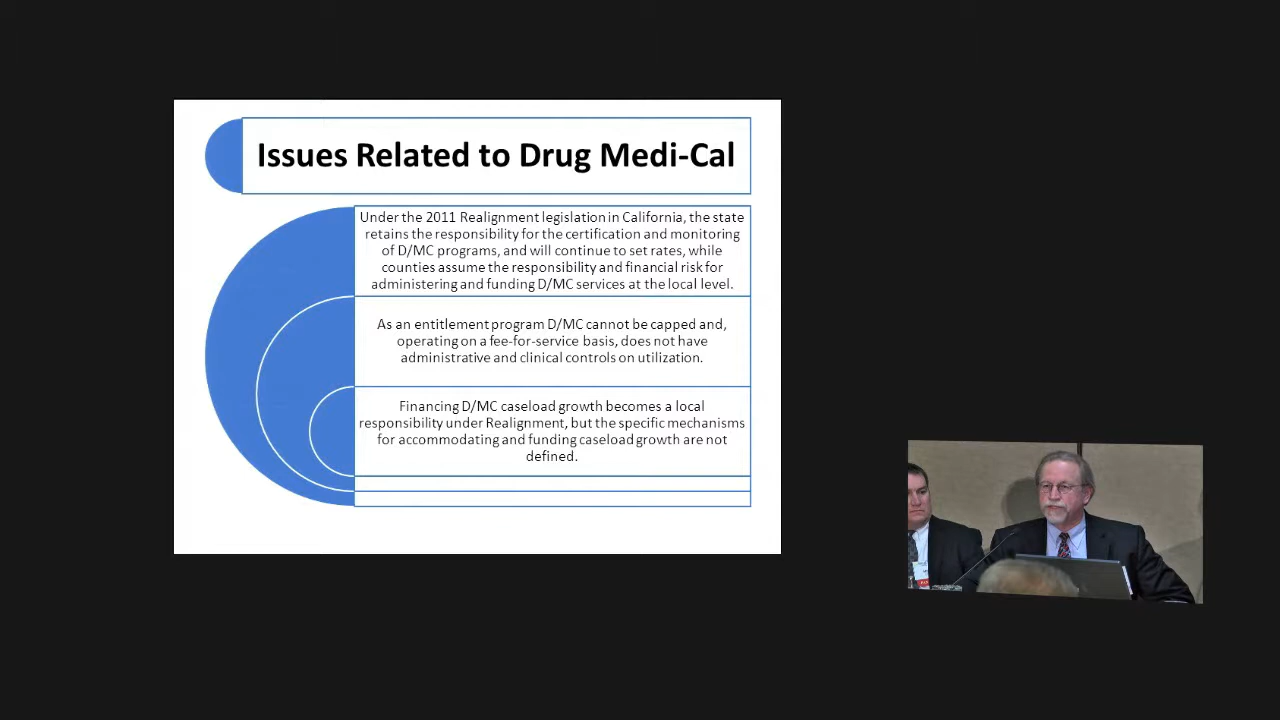 Issues Related to Drug Medi-Cal
Under the 2011 Realignment legislation in California, the state
retains the responsibility for the certification and monitoring
of D/MC programs, and will continue to set rates, while
counties assume the responsibility and financial risk for
administering and funding D/MC services at the local level.
As an entitlement program D/MC cannot be capped and,
operating on a fee-for-service basis, does not have
administrative and clinical controls on utilization.
Financing D/MC caseload growth becomes a local
responsibility under Realignment, but the specific mechanisms
for accommodating and funding caseload growth are not
defined.